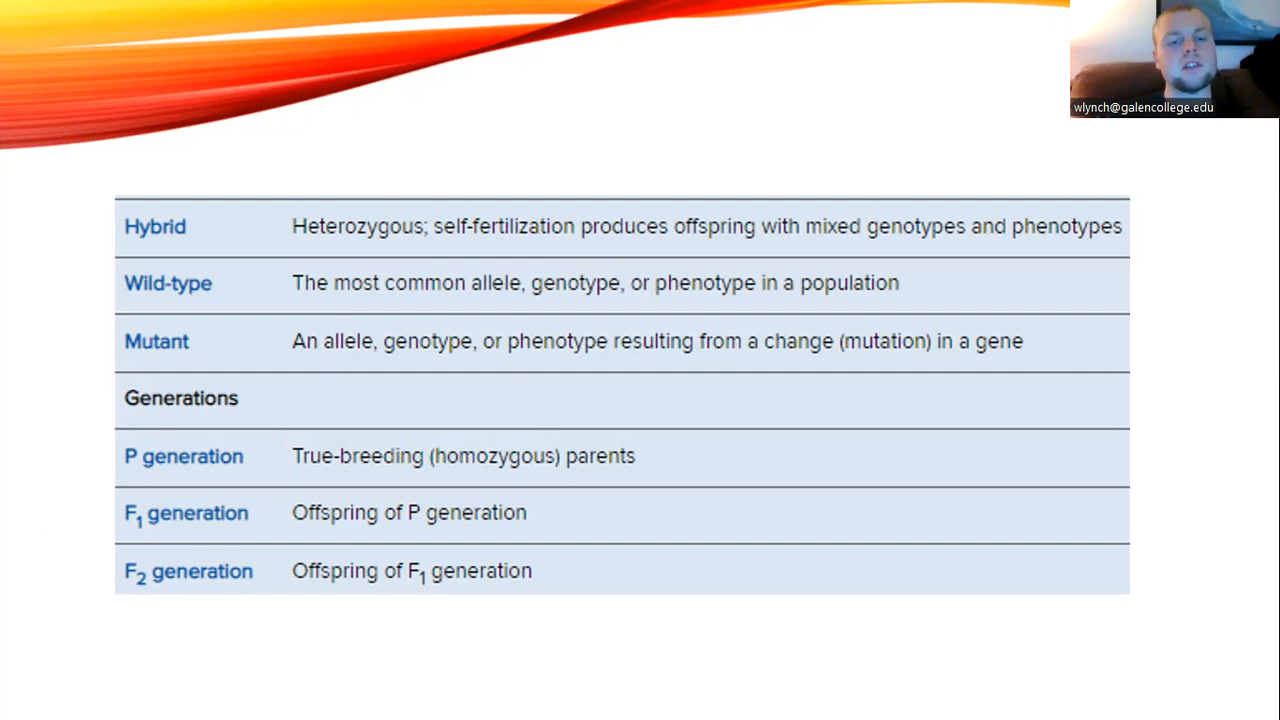 wlynch@galencollege.edu
Hybrid Heterozygous; self-fertilization produces offspring with mixed genotypes and phenotypes
Wild-type The most common allele, genotype, or phenotype in a population
Mutant An allele, genotype, or phenotype resulting from a change (mutation) in a gene
Generations
P generation True-breeding (homozygous) parents
F1 generation Offspring of P generation
F2 generation Offspring of F1 generation